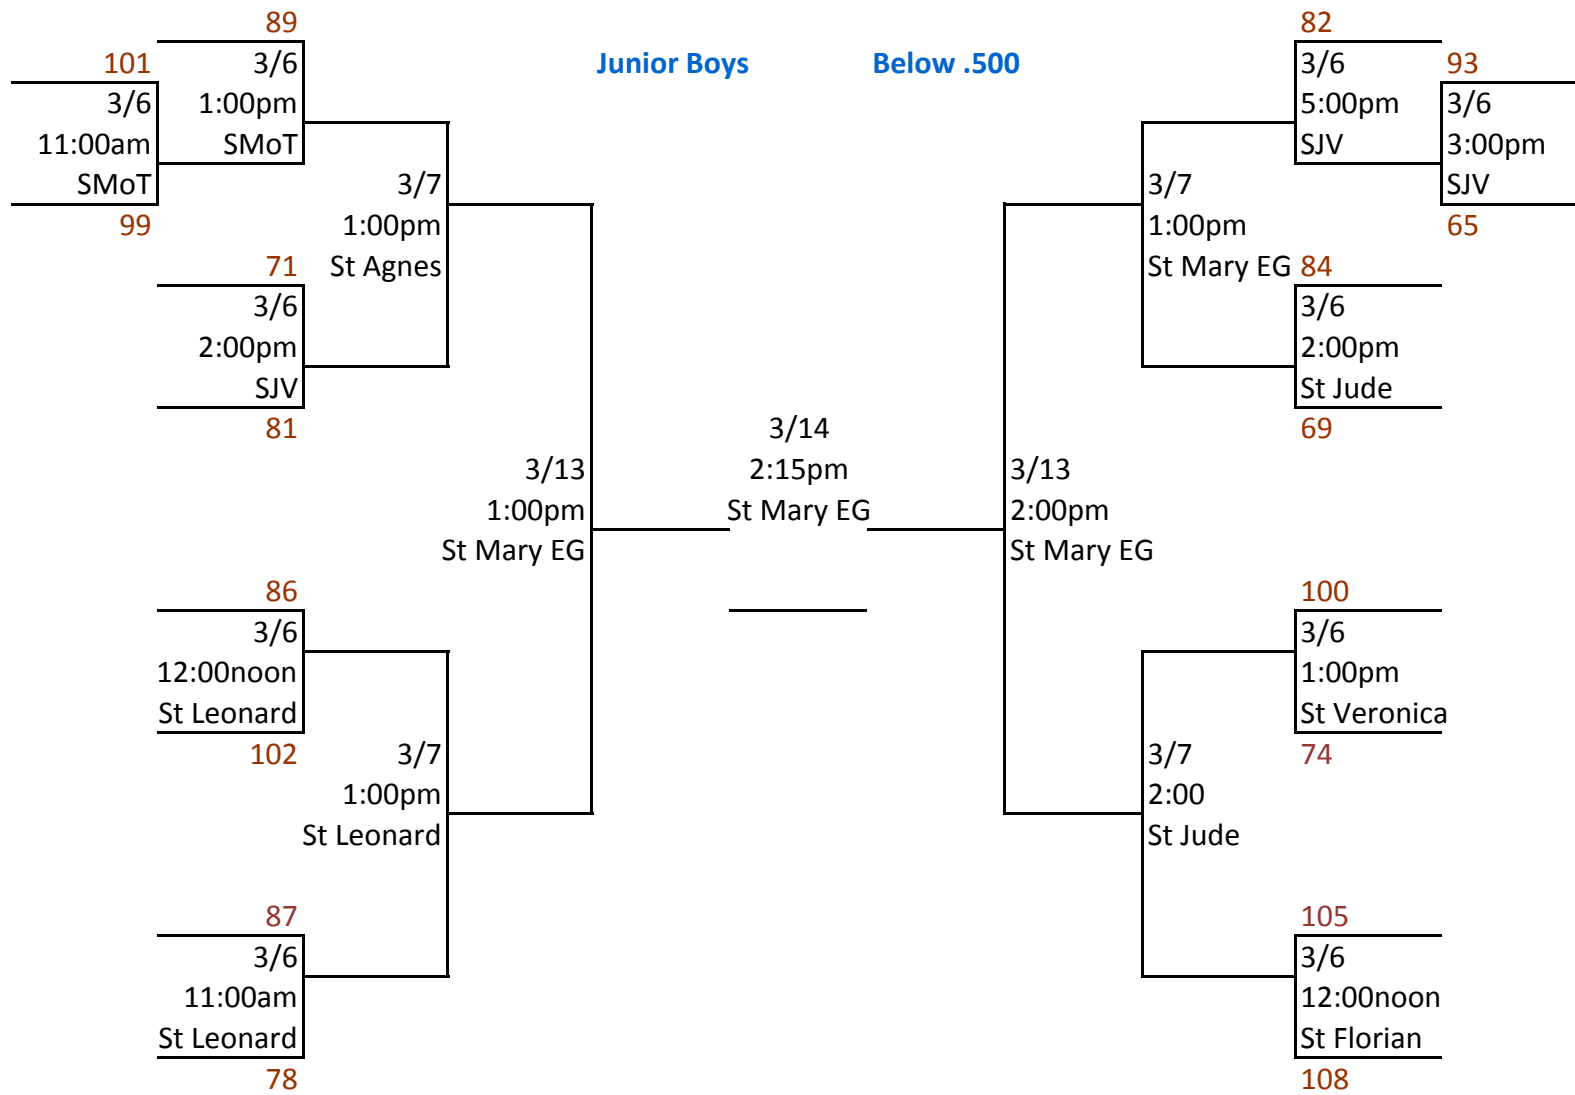 Junior Boys Below .500
101
3/6
11:00am
SMoT
99
89
3/6
1:00pm
SMoT
71
3/6
2:00pm
SJV
81
3/7
1:00pm
St Agnes
86
3/6
12:00noon
St Leonard
102
87
3/6
11:00am
St Leonard
78
3/7
1:00pm
St Leonard
3/13
1:00pm
St Mary EG
3/14
2:15pm
St Mary EG
3/13
2:00pm
St Mary EG
3/7
1:00pm
St Mary EG
82
3/6
5:00pm
SJV
93
3/6
3:00pm
SJV
65
84
3/6
2:00pm
St Jude
69
3/7
2:00
St Jude
100
3/6
1:00pm
St Veronica
74
105
3/6
12:00noon
St Florian
108